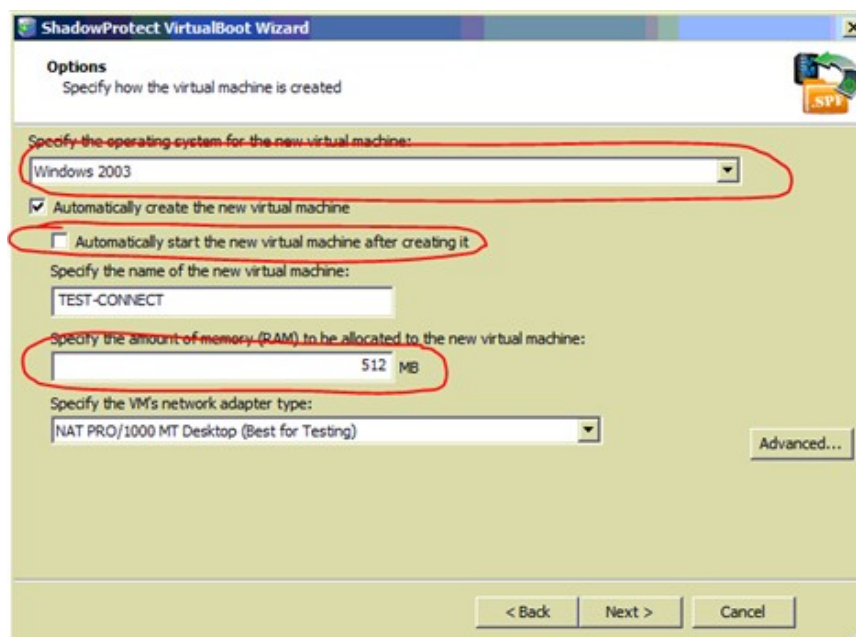 ShadowProtect VirtualBoot Wizard
Options
Specify how the virtual machine is created
.SPF
Specify the operating system for the new virtual machine:
Windows 2003
Automatically create the new virtual machine
Automatically start the new virtual machine after creating it
Specify the name of the new virtual machine:
TEST-CONNECT
Specify the amount of memory (RAM) to be allocated to the new virtual machine:
512 MB
Specify the VM's network adapter type:
NAT PRO/1000 MT Desktop (Best for Testing)
Advanced...
< Back Next > Cancel